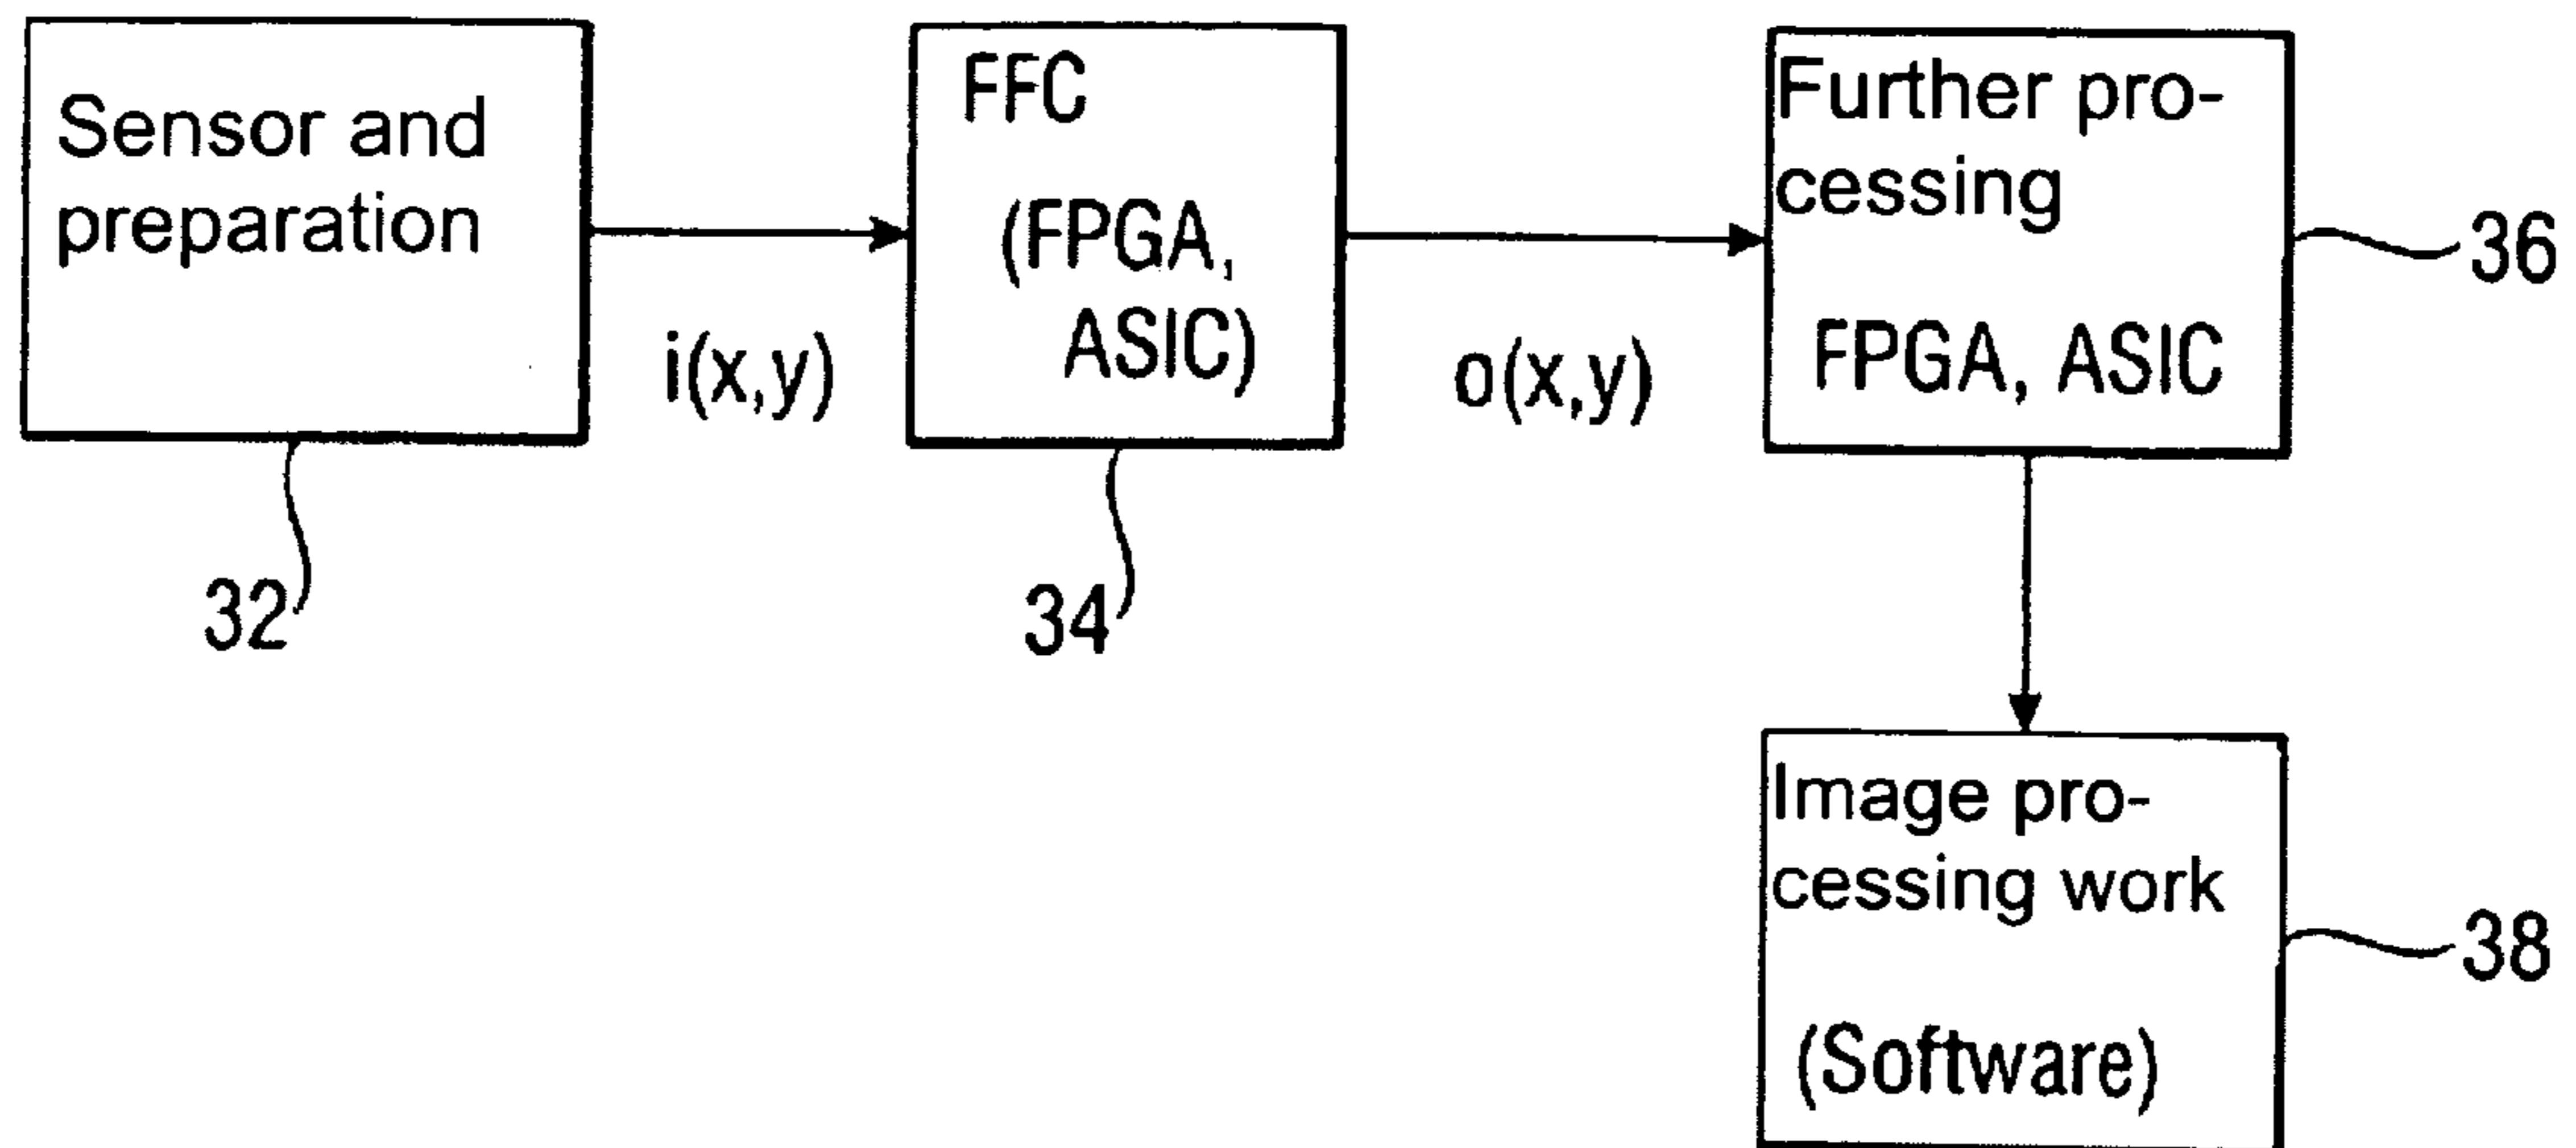 Sensor and
preparation
32
i(x,y)
FFC
(FPGA,
ASIC)
34
o(x,y)
Further pro-
cessing
FPGA, ASIC
36
Image pro-
cessing work
(Software)
38